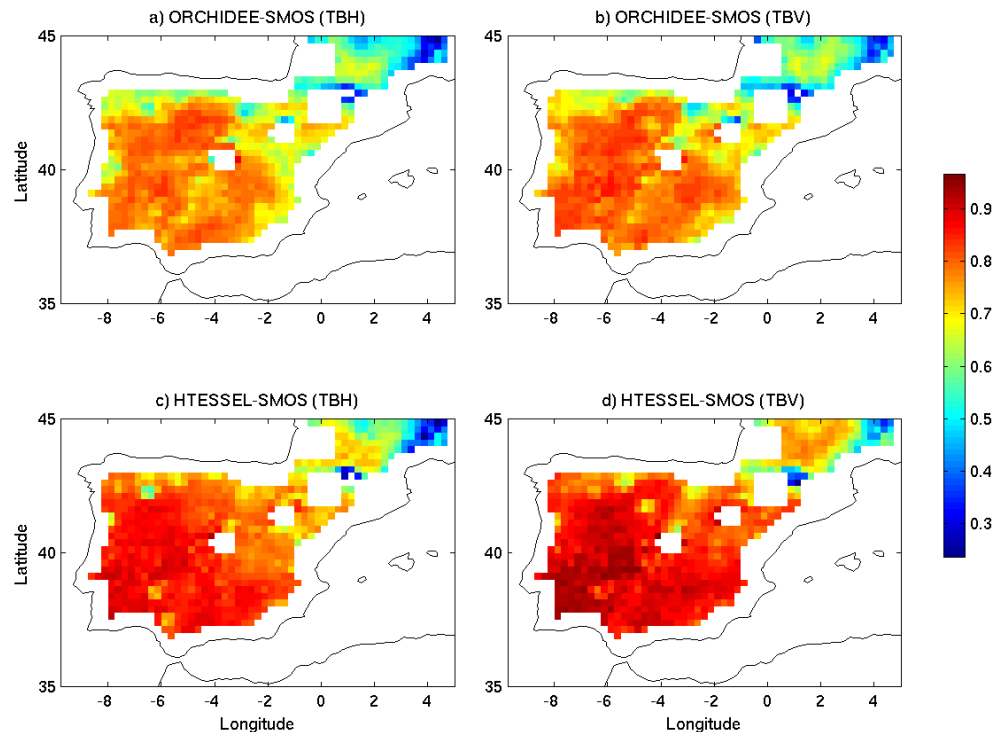 a) ORCHIDEE-SMOS (TBH)
b) ORCHIDEE-SMOS (TBV)
45
40
35
Latitude
-8 -6 -4 -2 0 2 4
45
40
35
-8 -6 -4 -2 0 2 4
c) HTESSEL-SMOS (TBH)
d) HTESSEL-SMOS (TBV)
45
40
35
Latitude
-8 -6 -4 -2 0 2 4
Longitude
45
40
35
Latitude
-8 -6 -4 -2 0 2 4
Longitude
0.9
0.8
0.7
0.6
0.5
0.4
0.3